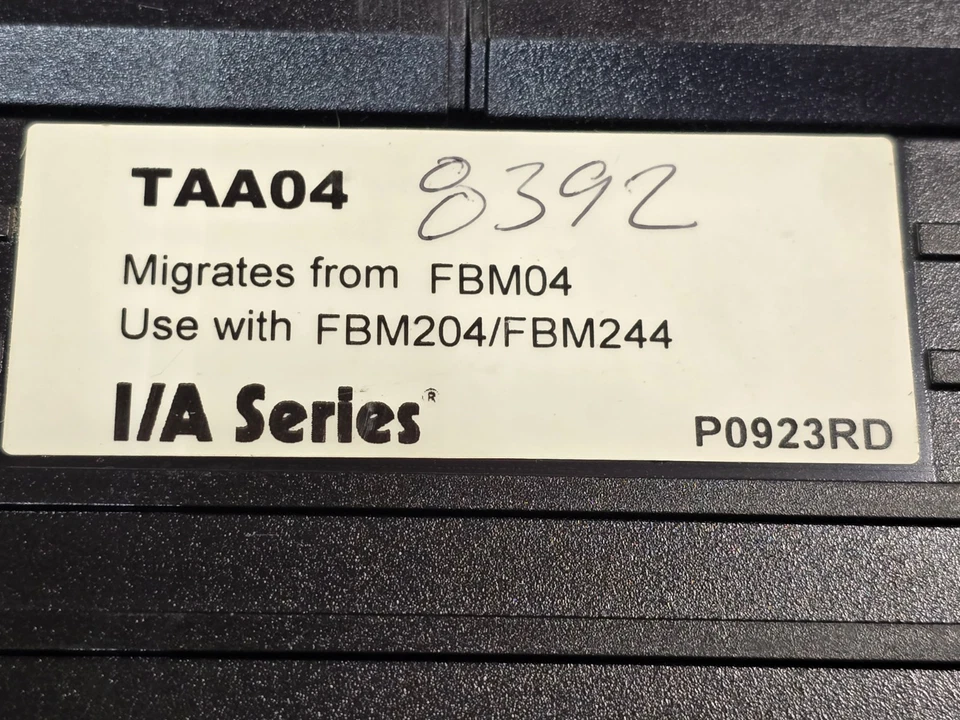 TAA04 8392
Migrates from FBM04
Use with FBM204/FBM244
I/A Series®
P0923RD